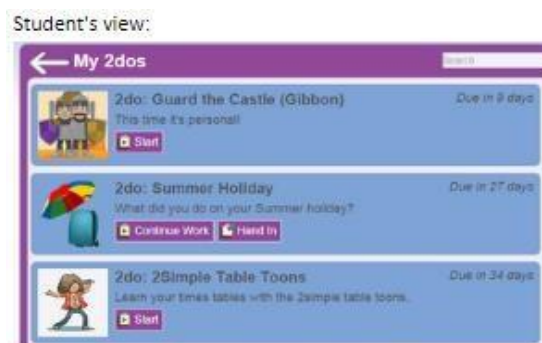 Student's view:
My 2dos
Search
2do: Guard the Castle (Gibbon)
Due in 9 days
This time it's personal!
Start
2do: Summer Holiday
Due in 27 days
What did you do on your Summer holiday?
Continue Work Hand In
2do: 2Simple Table Toons
Due in 34 days
Learn your times tables with the 2simple table toons.
Start